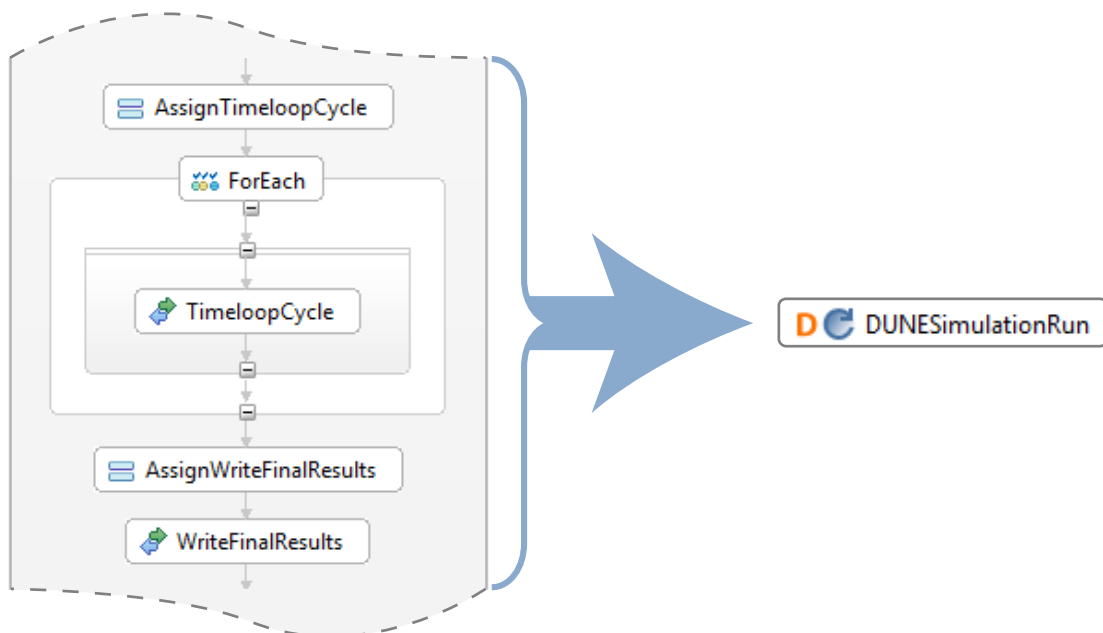 AssignTimeloopCycle
ForEach
TimeloopCycle
AssignWriteFinalResults
WriteFinalResults
D DUNESimulationRun